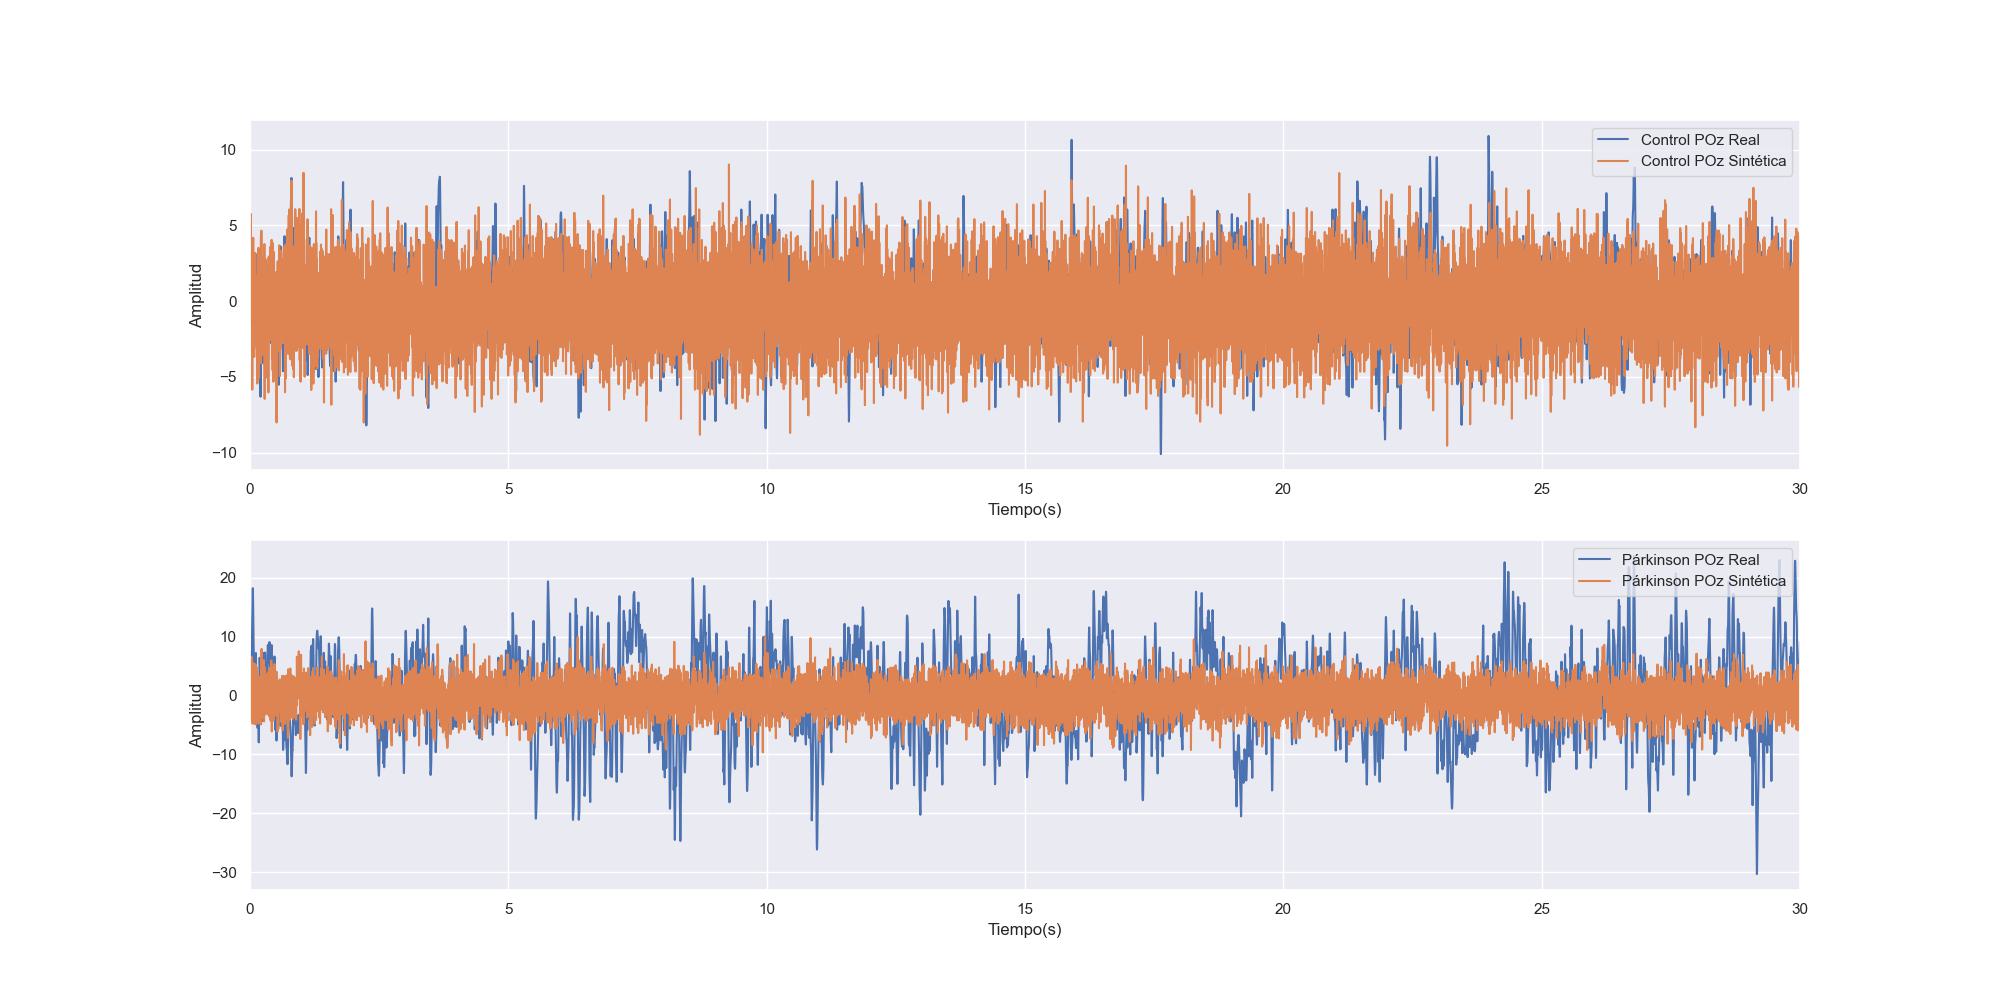 Control POz Real
Control POz Sintética
10
5
0
−5
−10
Amplitud
0 5 10 15 20 25 30
Tiempo(s)
Párkinson POz Real
Párkinson POz Sintética
20
10
0
−10
−20
−30
Amplitud
0 5 10 15 20 25 30
Tiempo(s)